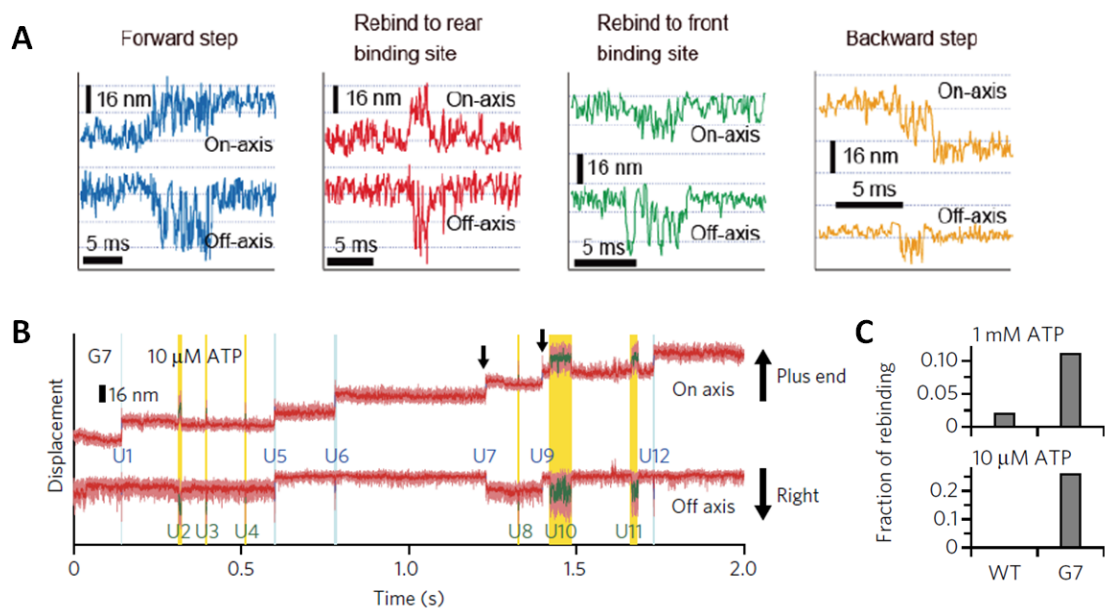 A
Forward step
Rebind to rear
binding site
Rebind to front
binding site
Backward step
16 nm
On-axis
Off-axis
5 ms
16 nm
On-axis
Off-axis
5 ms
On-axis
16 nm
Off-axis
5 ms
On-axis
16 nm
5 ms
Off-axis
B
G7
10 μM ATP
16 nm
On axis
Plus end
Displacement
U1
U5
U6
U7
U9
U12
Off axis
Right
U2
U3
U4
U8
U10
U11
0
0.5
1.0
1.5
2.0
Time (s)
C
1 mM ATP
0.10
0.05
0
10 μM ATP
0.2
0.1
0
Fraction of rebinding
WT
G7